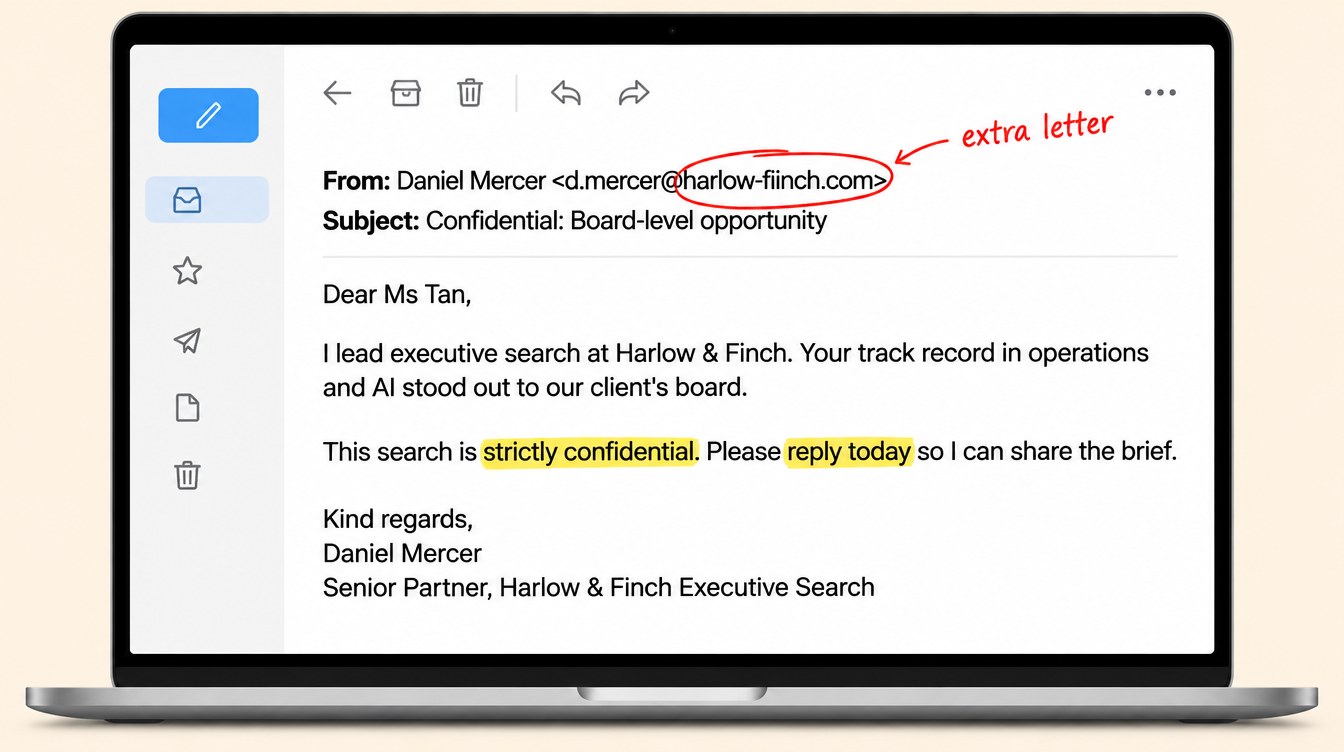 extra letter
From: Daniel Mercer <d.mercer@harlow-fiinch.com>
Subject: Confidential: Board-level opportunity
Dear Ms Tan,
I lead executive search at Harlow & Finch. Your track record in operations
and AI stood out to our client's board.
This search is strictly confidential. Please reply today so I can share the brief.
Kind regards,
Daniel Mercer
Senior Partner, Harlow & Finch Executive Search